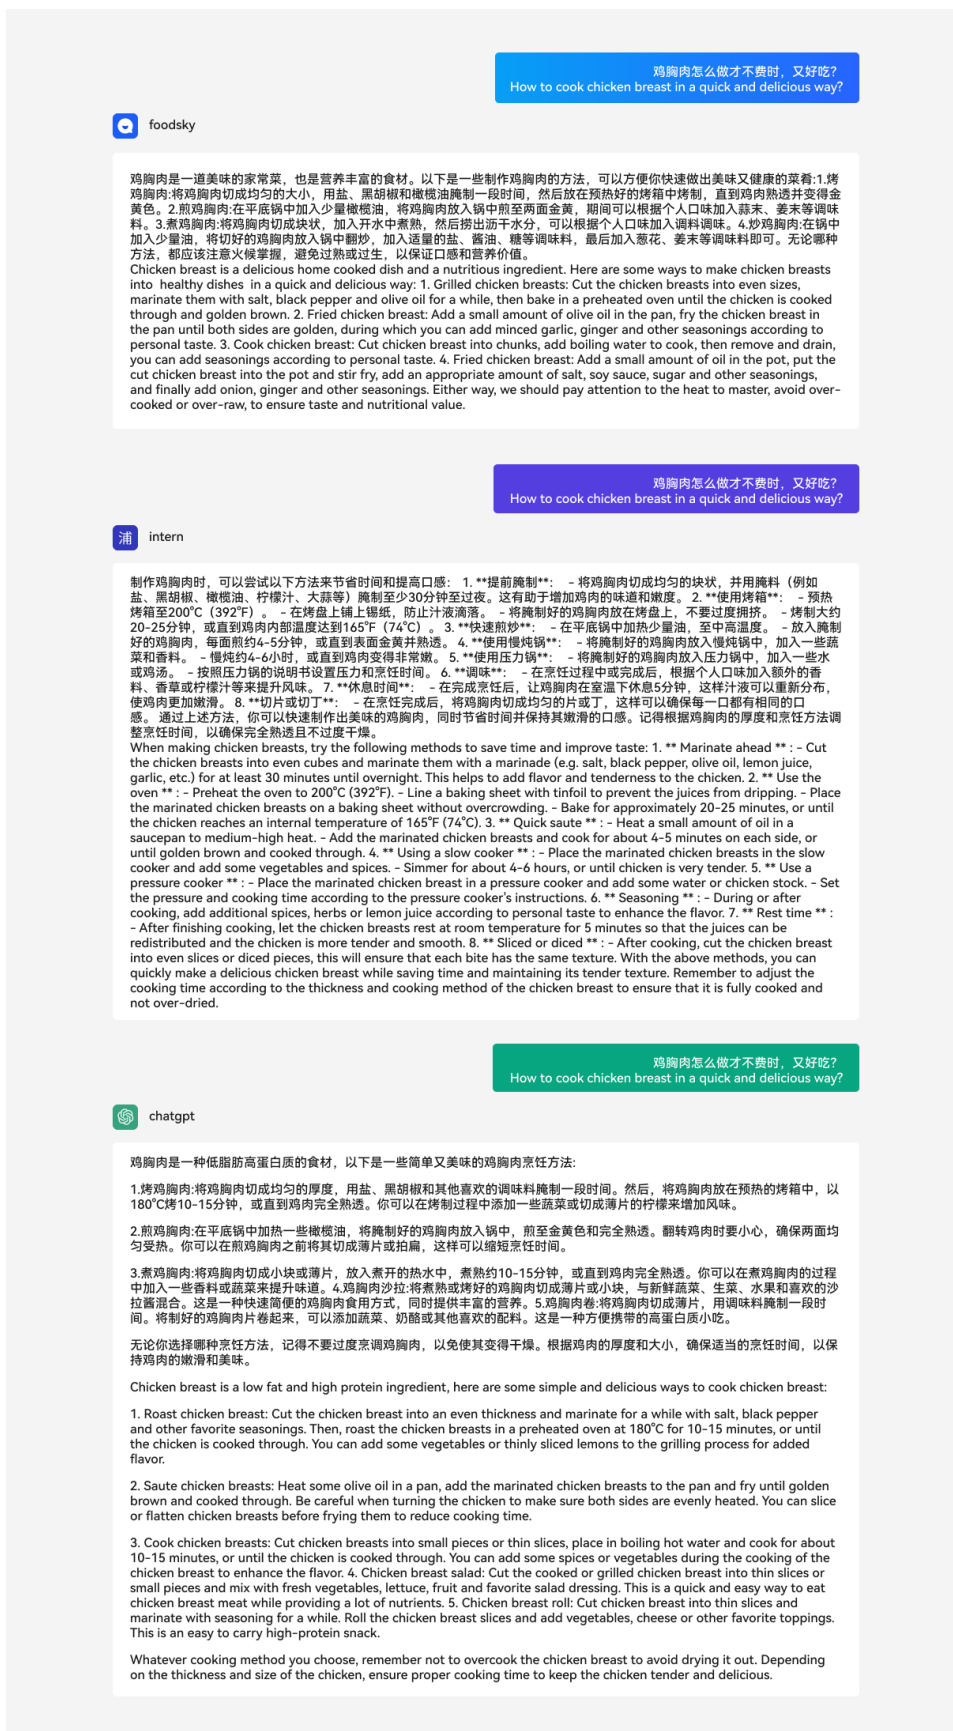 鸡胸肉怎么做才不费时，又好吃？
How to cook chicken breast in a quick and delicious way?
foodsky
鸡胸肉是一道美味的家常菜，也是营养丰富的食材。以下是一些制作鸡胸肉的方法，可以方便你快速做出美味又健康的菜肴:1.烤
鸡胸肉:将鸡胸肉切成均匀的大小，用盐、黑胡椒和橄榄油腌制一段时间，然后放在预热好的烤箱中烤制，直到鸡肉熟透并变得金
黄色。2.煎鸡胸肉:在平底锅中加入少量橄榄油，将鸡胸肉放入锅中煎至两面金黄，期间可以根据个人口味加入蒜末、姜末等调味
料。3.煮鸡胸肉:将鸡胸肉切成块状，加入开水中煮熟，然后捞出沥干水分，可以根据个人口味加入调料调味。4.炒鸡胸肉:在锅中
加入少量油，将切好的鸡胸肉放入锅中翻炒，加入适量的盐、酱油、糖等调味料，最后加入葱花、姜末等调味料即可。无论哪种
方法，都应该注意火候掌握，避免过熟或过生，以保证口感和营养价值。
Chicken breast is a delicious home cooked dish and a nutritious ingredient. Here are some ways to make chicken breasts
into  healthy dishes  in a quick and delicious way: 1. Grilled chicken breasts: Cut the chicken breasts into even sizes,
marinate them with salt, black pepper and olive oil for a while, then bake in a preheated oven until the chicken is cooked
through and golden brown. 2. Fried chicken breast: Add a small amount of olive oil in the pan, fry the chicken breast in
the pan until both sides are golden, during which you can add minced garlic, ginger and other seasonings according to
personal taste. 3. Cook chicken breast: Cut chicken breast into chunks, add boiling water to cook, then remove and drain,
you can add seasonings according to personal taste. 4. Fried chicken breast: Add a small amount of oil in the pot, put the
cut chicken breast into the pot and stir fry, add an appropriate amount of salt, soy sauce, sugar and other seasonings,
and finally add onion, ginger and other seasonings. Either way, we should pay attention to the heat to master, avoid over-
cooked or over-raw, to ensure taste and nutritional value.
鸡胸肉怎么做才不费时，又好吃？
How to cook chicken breast in a quick and delicious way?
浦 intern
制作鸡胸肉时，可以尝试以下方法来节省时间和提高口感： 1. **提前腌制**： - 将鸡胸肉切成均匀的块状，并用腌料（例如
盐、黑胡椒、橄榄油、柠檬汁、大蒜等）腌制至少30分钟至过夜。这有助于增加鸡肉的味道和嫩度。 2. **使用烤箱**： - 预热
烤箱至200°C（392°F）。 - 在烤盘上铺上锡纸，防止汁液滴落。 - 将腌制好的鸡胸肉放在烤盘上，不要过度拥挤。 - 烤制大约
20-25分钟，或直到鸡肉内部温度达到165°F（74°C）。 3. **快速煎炒**： - 在平底锅中加热少量油，至中高温度。 - 放入腌制
好的鸡胸肉，每面煎约4-5分钟，或直到表面金黄并熟透。 4. **使用慢炖锅**： - 将腌制好的鸡胸肉放入慢炖锅中，加入一些蔬
菜和香料。 - 慢炖约4-6小时，或直到鸡肉变得非常嫩。 5. **使用压力锅**： - 将腌制好的鸡胸肉放入压力锅中，加入一些水
或鸡汤。 - 按照压力锅的说明书设置压力和烹饪时间。 6. **调味**： - 在烹饪过程中或完成后，根据个人口味加入额外的香
料、香草或柠檬汁等来提升风味。 7. **休息时间**： - 在完成烹饪后，让鸡胸肉在室温下休息5分钟，这样汁液可以重新分布，
使鸡肉更加嫩滑。 8. **切片或切丁**： - 在烹饪完成后，将鸡胸肉切成均匀的片或丁，这样可以确保每一口都有相同的口
感。 通过上述方法，你可以快速制作出美味的鸡胸肉，同时节省时间并保持其嫩滑的口感。记得根据鸡胸肉的厚度和烹饪方法调
整烹饪时间，以确保完全熟透且不过度干燥。
When making chicken breasts, try the following methods to save time and improve taste: 1. ** Marinate ahead ** : - Cut
the chicken breasts into even cubes and marinate them with a marinade (e.g. salt, black pepper, olive oil, lemon juice,
garlic, etc.) for at least 30 minutes until overnight. This helps to add flavor and tenderness to the chicken. 2. ** Use the
oven ** : - Preheat the oven to 200°C (392°F). - Line a baking sheet with tinfoil to prevent the juices from dripping. - Place
the marinated chicken breasts on a baking sheet without overcrowding. - Bake for approximately 20-25 minutes, or until
the chicken reaches an internal temperature of 165°F (74°C). 3. ** Quick saute ** : - Heat a small amount of oil in a
saucepan to medium-high heat. - Add the marinated chicken breasts and cook for about 4-5 minutes on each side, or
until golden brown and cooked through. 4. ** Using a slow cooker ** : - Place the marinated chicken breasts in the slow
cooker and add some vegetables and spices. - Simmer for about 4-6 hours, or until chicken is very tender. 5. ** Use a
pressure cooker ** : - Place the marinated chicken breast in a pressure cooker and add some water or chicken stock. - Set
the pressure and cooking time according to the pressure cooker's instructions. 6. ** Seasoning ** : - During or after
cooking, add additional spices, herbs or lemon juice according to personal taste to enhance the flavor. 7. ** Rest time ** :
- After finishing cooking, let the chicken breasts rest at room temperature for 5 minutes so that the juices can be
redistributed and the chicken is more tender and smooth. 8. ** Sliced or diced ** : - After cooking, cut the chicken breast
into even slices or diced pieces, this will ensure that each bite has the same texture. With the above methods, you can
quickly make a delicious chicken breast while saving time and maintaining its tender texture. Remember to adjust the
cooking time according to the thickness and cooking method of the chicken breast to ensure that it is fully cooked and
not over-dried.
鸡胸肉怎么做才不费时，又好吃？
How to cook chicken breast in a quick and delicious way?
chatgpt
鸡胸肉是一种低脂肪高蛋白质的食材，以下是一些简单又美味的鸡胸肉烹饪方法:
1.烤鸡胸肉:将鸡胸肉切成均匀的厚度，用盐、黑胡椒和其他喜欢的调味料腌制一段时间。然后，将鸡胸肉放在预热的烤箱中，以
180°C烤10-15分钟，或直到鸡肉完全熟透。你可以在烤制过程中添加一些蔬菜或切成薄片的柠檬来增加风味。
2.煎鸡胸肉:在平底锅中加热一些橄榄油，将腌制好的鸡胸肉放入锅中，煎至金黄色和完全熟透。翻转鸡肉时要小心，确保两面均
匀受热。你可以在煎鸡胸肉之前将其切成薄片或拍扁，这样可以缩短烹饪时间。
3.煮鸡胸肉:将鸡胸肉切成小块或薄片，放入煮开的热水中，煮熟约10-15分钟，或直到鸡肉完全熟透。你可以在煮鸡胸肉的过程
中加入一些香料或蔬菜来提升味道。4.鸡胸肉沙拉:将煮熟或烤好的鸡胸肉切成薄片或小块，与新鲜蔬菜、生菜、水果和喜欢的沙
拉酱混合。这是一种快速简便的鸡胸肉食用方式，同时提供丰富的营养。5.鸡胸肉卷:将鸡胸肉切成薄片，用调味料腌制一段时
间。将制好的鸡胸肉片卷起来，可以添加蔬菜、奶酪或其他喜欢的配料。这是一种方便携带的高蛋白质小吃。
无论你选择哪种烹饪方法，记得不要过度烹调鸡胸肉，以免使其变得干燥。根据鸡肉的厚度和大小，确保适当的烹饪时间，以保
持鸡肉的嫩滑和美味。
Chicken breast is a low fat and high protein ingredient, here are some simple and delicious ways to cook chicken breast:
1. Roast chicken breast: Cut the chicken breast into an even thickness and marinate for a while with salt, black pepper
and other favorite seasonings. Then, roast the chicken breasts in a preheated oven at 180°C for 10-15 minutes, or until
the chicken is cooked through. You can add some vegetables or thinly sliced lemons to the grilling process for added
flavor.
2. Saute chicken breasts: Heat some olive oil in a pan, add the marinated chicken breasts to the pan and fry until golden
brown and cooked through. Be careful when turning the chicken to make sure both sides are evenly heated. You can slice
or flatten chicken breasts before frying them to reduce cooking time.
3. Cook chicken breasts: Cut chicken breasts into small pieces or thin slices, place in boiling hot water and cook for about
10-15 minutes, or until the chicken is cooked through. You can add some spices or vegetables during the cooking of the
chicken breast to enhance the flavor. 4. Chicken breast salad: Cut the cooked or grilled chicken breast into thin slices or
small pieces and mix with fresh vegetables, lettuce, fruit and favorite salad dressing. This is a quick and easy way to eat
chicken breast meat while providing a lot of nutrients. 5. Chicken breast roll: Cut chicken breast into thin slices and
marinate with seasoning for a while. Roll the chicken breast slices and add vegetables, cheese or other favorite toppings.
This is an easy to carry high-protein snack.
Whatever cooking method you choose, remember not to overcook the chicken breast to avoid drying it out. Depending
on the thickness and size of the chicken, ensure proper cooking time to keep the chicken tender and delicious.